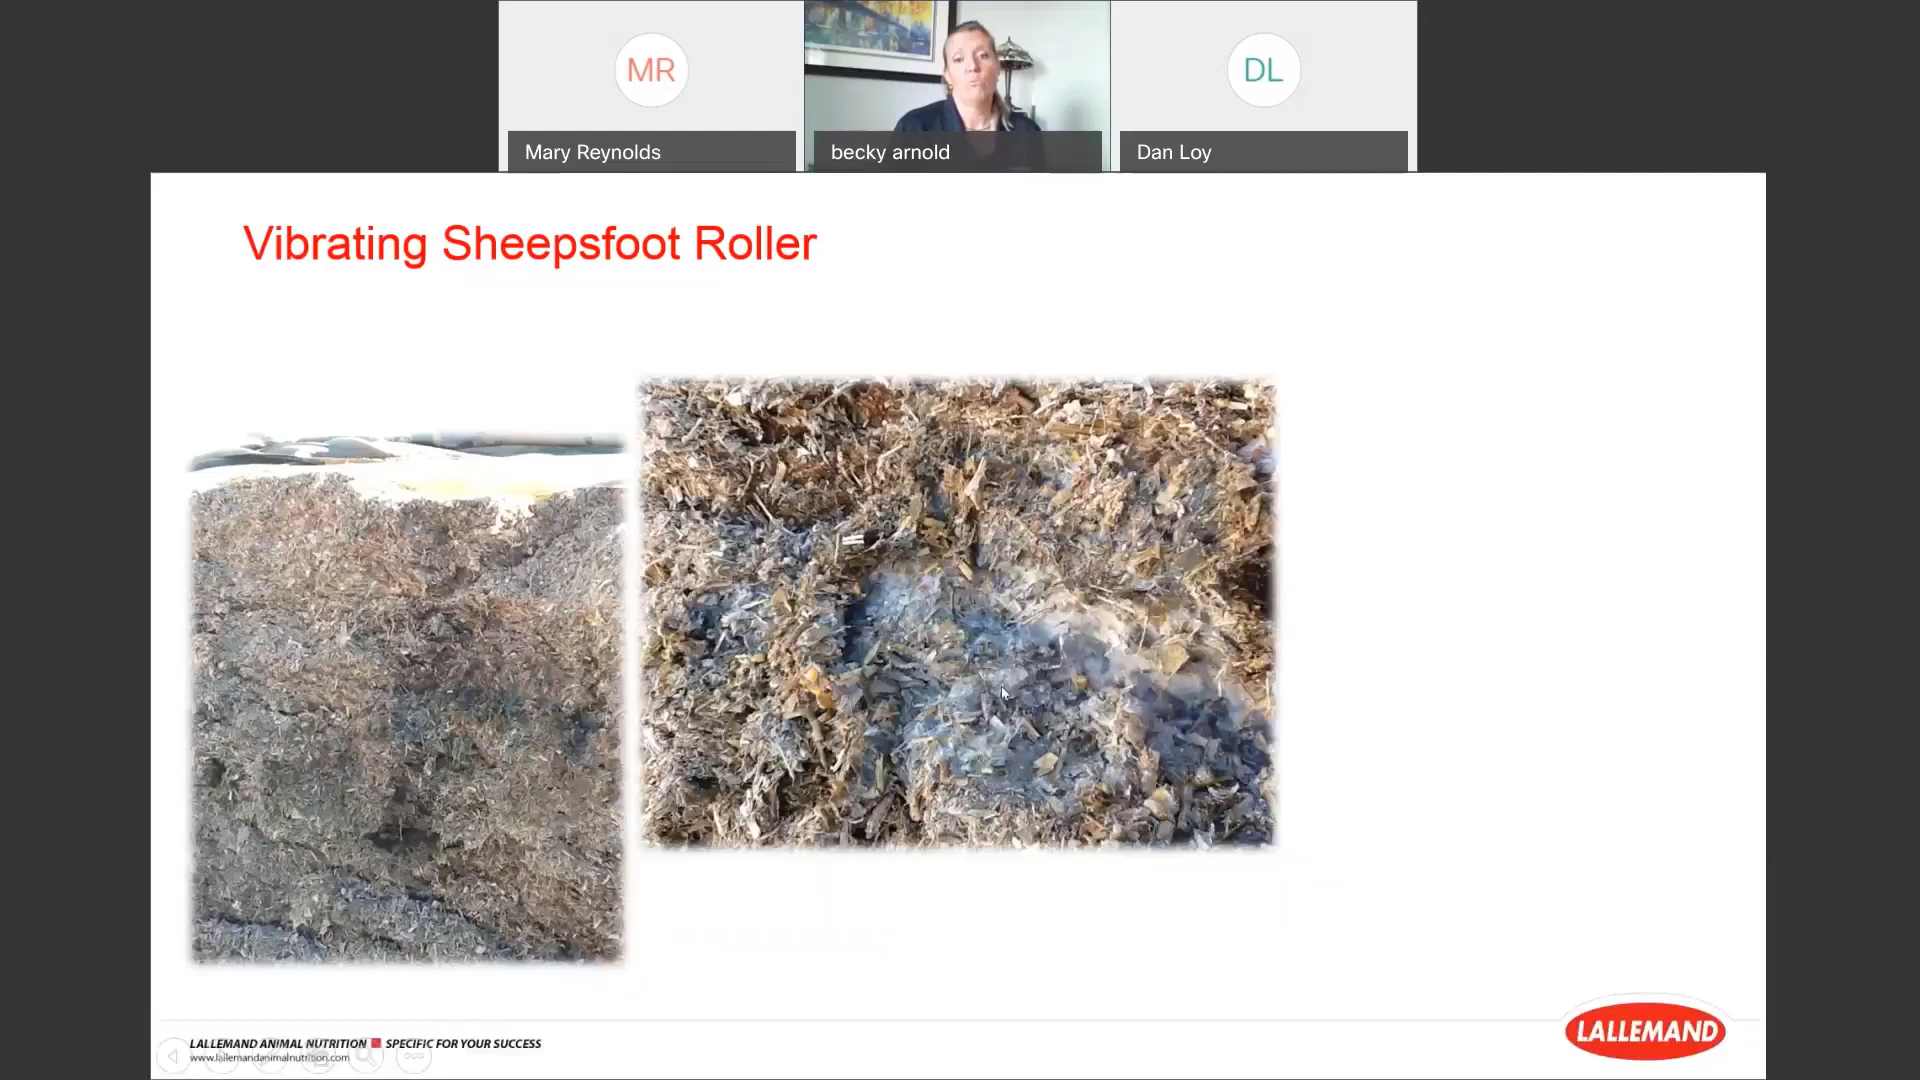 MR
DL
Mary Reynolds
becky arnold
Dan Loy
Vibrating Sheepsfoot Roller
LALLEMAND ANIMAL NUTRITION SPECIFIC FOR YOUR SUCCESS
www.lallemandanimalnutrition.com
LALLEMAND